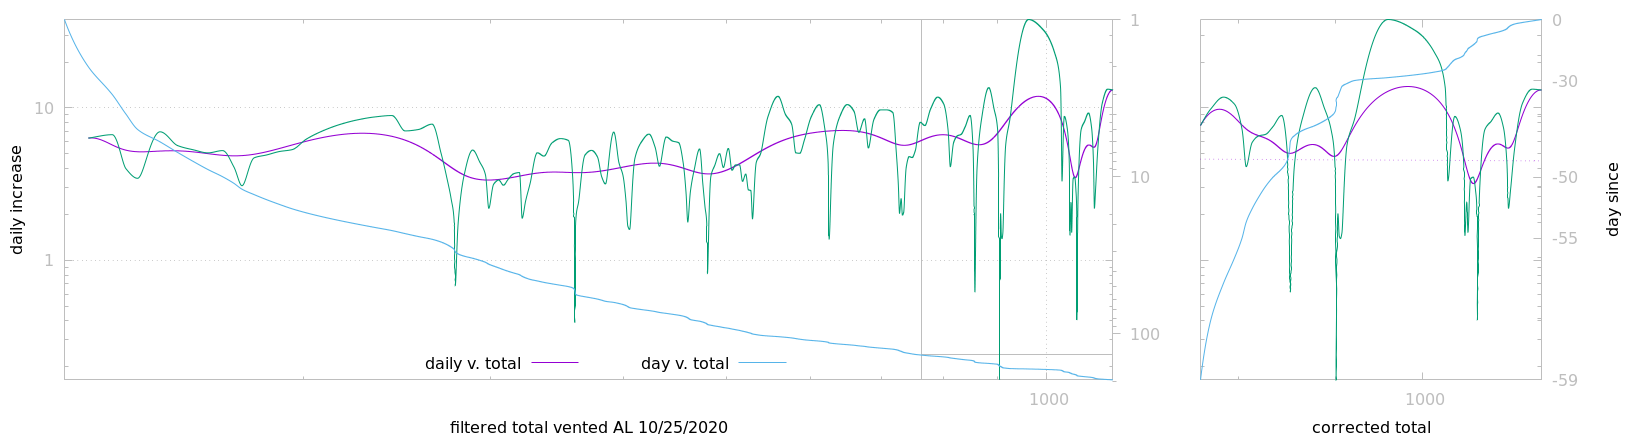 daily increase
10
1
daily v. total
day v. total
1
10
100
1000
filtered total vented AL 10/25/2020
0
-30
-50
-55
-59
day since
1000
corrected total